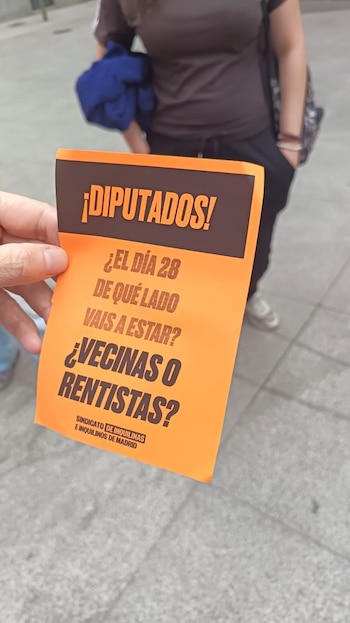 ¡DIPUTADOS!
¿EL DÍA 28
DE QUÉ LADO
VAIS A ESTAR?
¿VECINAS O
RENTISTAS?
SINDICATO DE INQUILINAS
E INQUILINOS DE MADRID